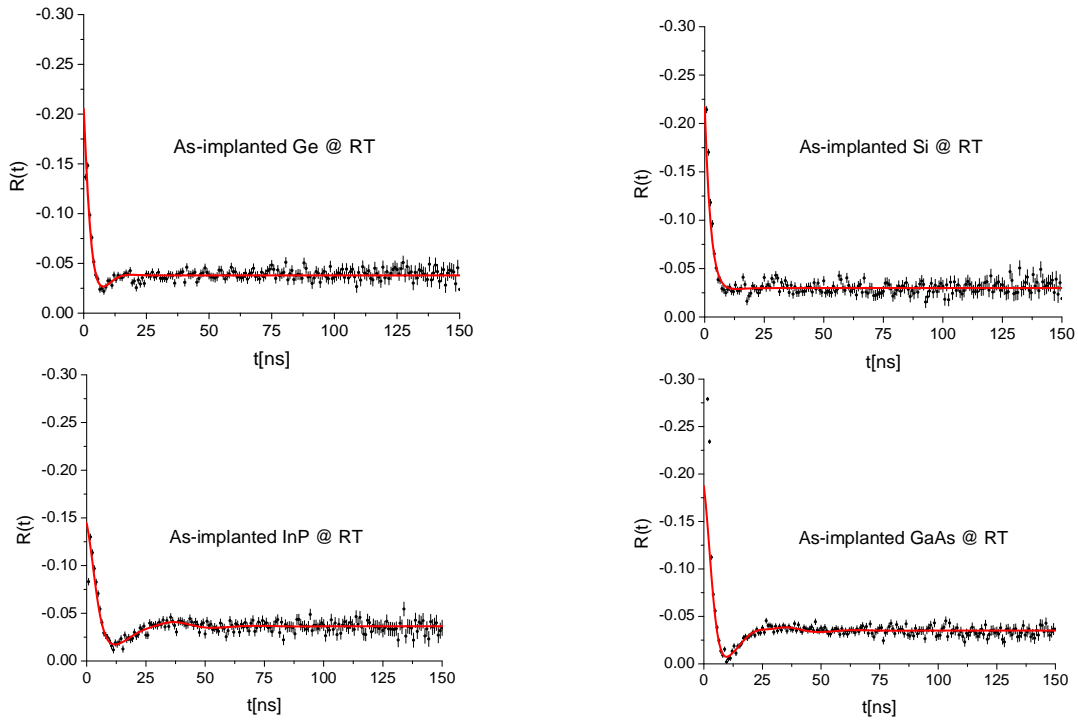 -0.30
-0.25
-0.20
-0.15
-0.10
-0.05
0.00
R(t)
As-implanted Ge @ RT
0 25 50 75 100 125 150
t[ns]
-0.30
-0.25
-0.20
-0.15
-0.10
-0.05
0.00
R(t)
As-implanted Si @ RT
0 25 50 75 100 125 150
t[ns]
-0.30
-0.25
-0.20
-0.15
-0.10
-0.05
0.00
R(t)
As-implanted InP @ RT
0 25 50 75 100 125 150
t[ns]
-0.30
-0.25
-0.20
-0.15
-0.10
-0.05
0.00
R(t)
As-implanted GaAs @ RT
0 25 50 75 100 125 150
t[ns]